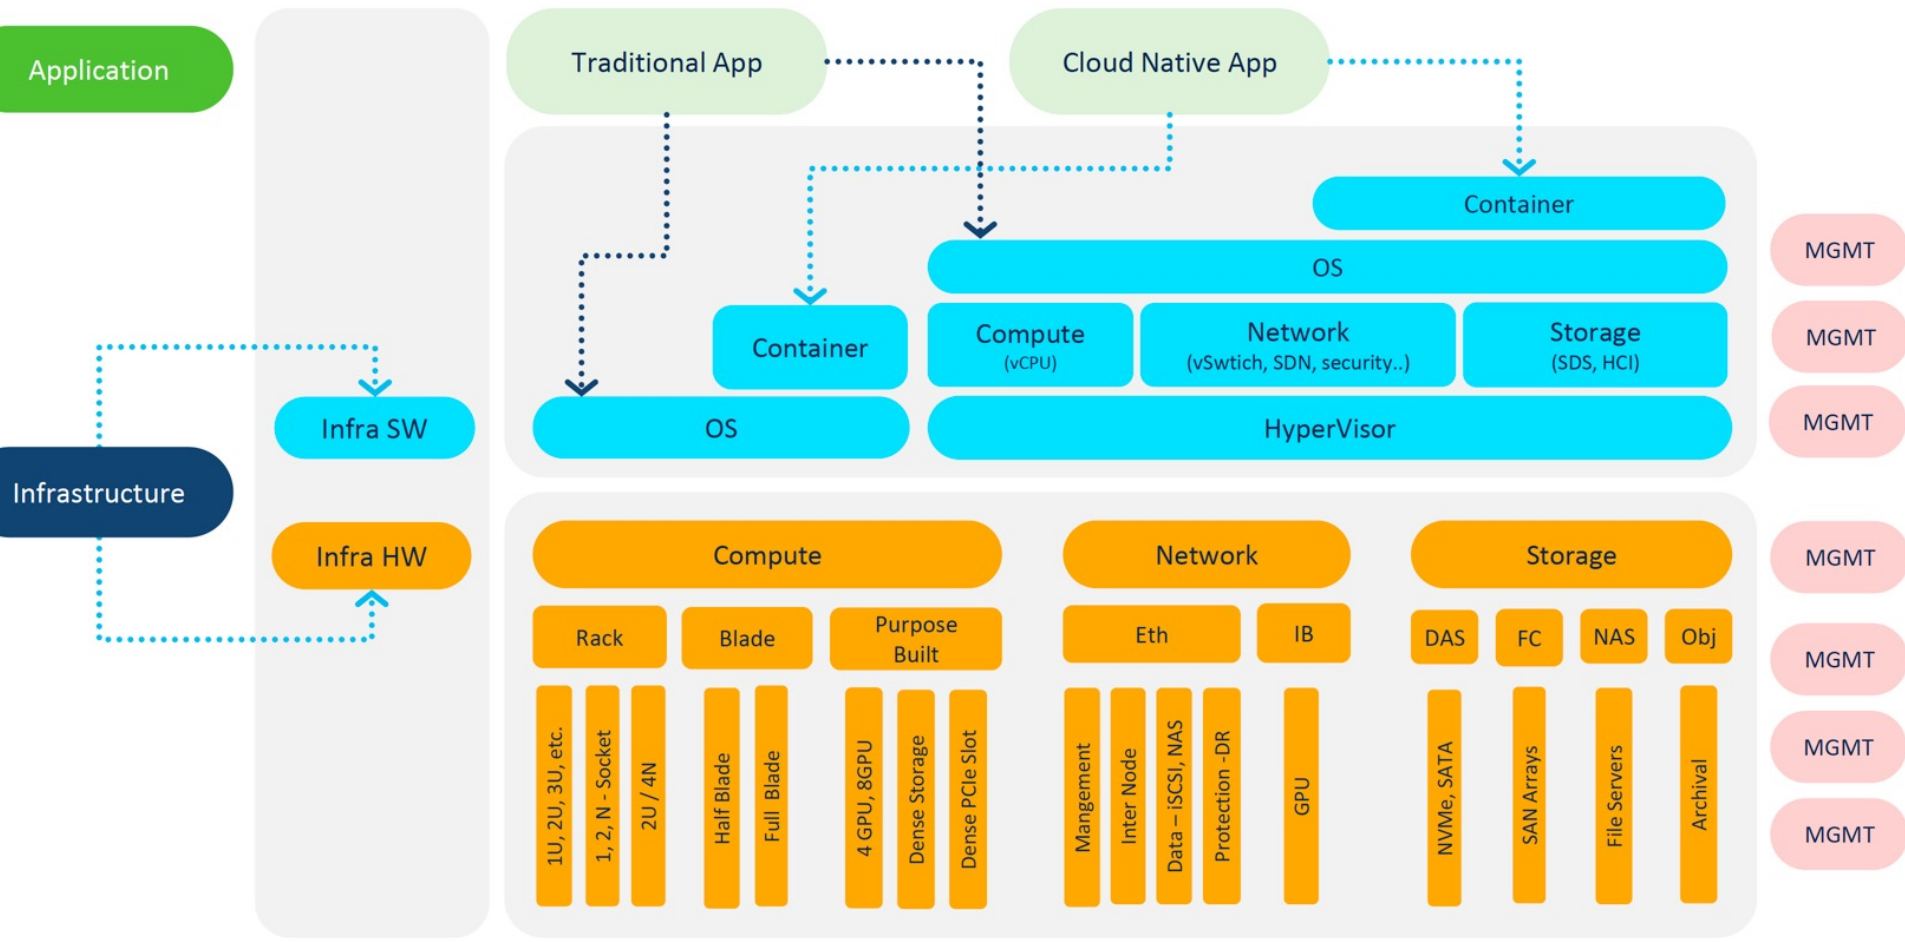 Application
Traditional App
Cloud Native App
Container
MGMT
OS
Compute
(vCPU)
Network
(vSwtich, SDN, security..)
Storage
(SDS, HCI)
MGMT
Container
Infra SW
OS
HyperVisor
MGMT
Infrastructure
Infra HW
Compute
Network
Storage
MGMT
Rack
Blade
Purpose
Built
Eth
IB
DAS
FC
NAS
Obj
MGMT
1U, 2U, 3U, etc.
1, 2, N - Socket
2U / 4N
Half Blade
Full Blade
4 GPU, 8GPU
Dense Storage
Dense PCIe Slot
Mangement
Inter Node
Data – iSCSI, NAS
Protection -DR
GPU
NVMe, SATA
SAN Arrays
File Servers
Archival
MGMT
MGMT